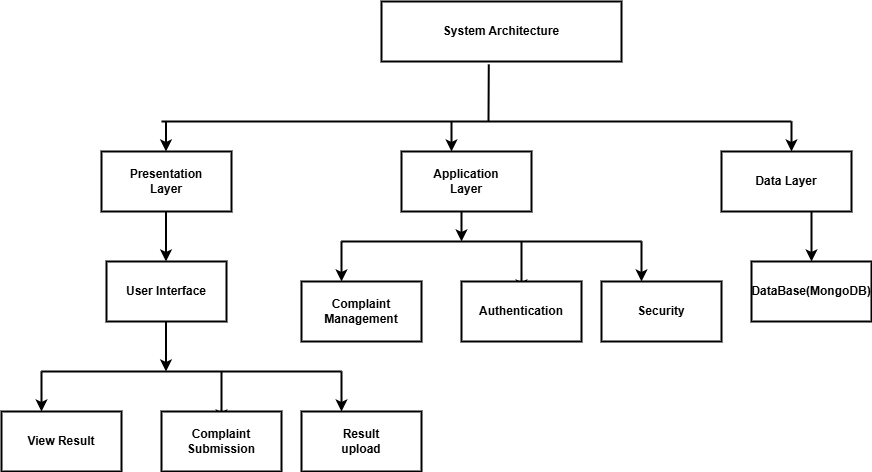 System Architecture
Presentation
Layer
Application
Layer
Data Layer
User Interface
Complaint
Management
Authentication
Security
DataBase(MongoDB)
View Result
Complaint
Submission
Result
upload